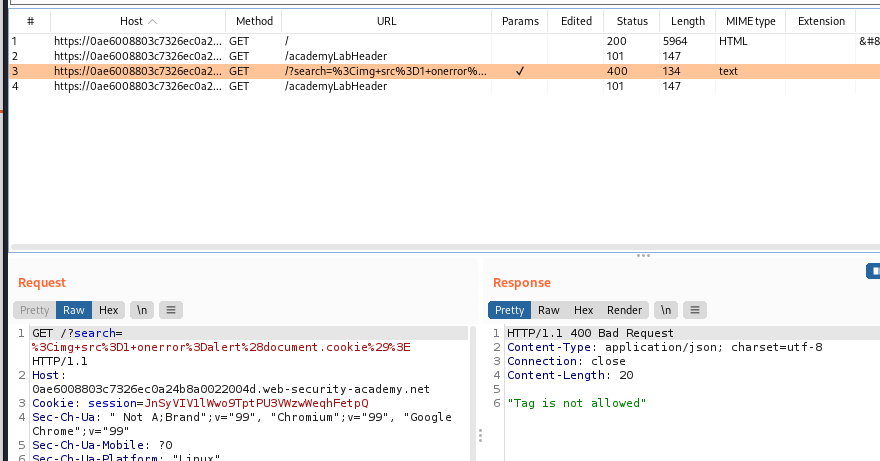 # Host Method URL Params Edited Status Length MIME type Extension
1 https://0ae6008803c7326ec0a2... GET / 200 5964 HTML &#8
2 https://0ae6008803c7326ec0a2... GET /academyLabHeader 101 147
3 https://0ae6008803c7326ec0a2... GET /?search=%3Cimg+src%3D1+onerror%... ✓ 400 134 text
4 https://0ae6008803c7326ec0a2... GET /academyLabHeader 101 147
Request
Pretty Raw Hex \n
1 GET /?search=
%3Cimg+src%3D1+onerror%3Dalert%28document.cookie%29%3E
HTTP/1.1
2 Host:
0ae6008803c7326ec0a24b8a0022004d.web-security-academy.net
3 Cookie: session=JnSyVIV1lWwo9TptPU3VWzwWeqhFetpQ
4 Sec-Ch-Ua: " Not A;Brand";v="99", "Chromium";v="99", "Google
Chrome";v="99"
5 Sec-Ch-Ua-Mobile: ?0
6 Sec-Ch-Ua-Platform: "Linux"
Response
Pretty Raw Hex Render \n
1 HTTP/1.1 400 Bad Request
2 Content-Type: application/json; charset=utf-8
3 Connection: close
4 Content-Length: 20
5
6 "Tag is not allowed"